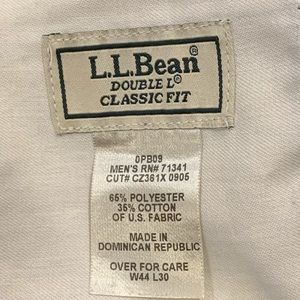 L.L.Bean®
DOUBLE L®
CLASSIC FIT
0PB09
MEN'S RN# 71341
CUT# CZ361X 0905
65% POLYESTER
35% COTTON
OF U.S. FABRIC
MADE IN
DOMINICAN REPUBLIC
OVER FOR CARE
W44 L30